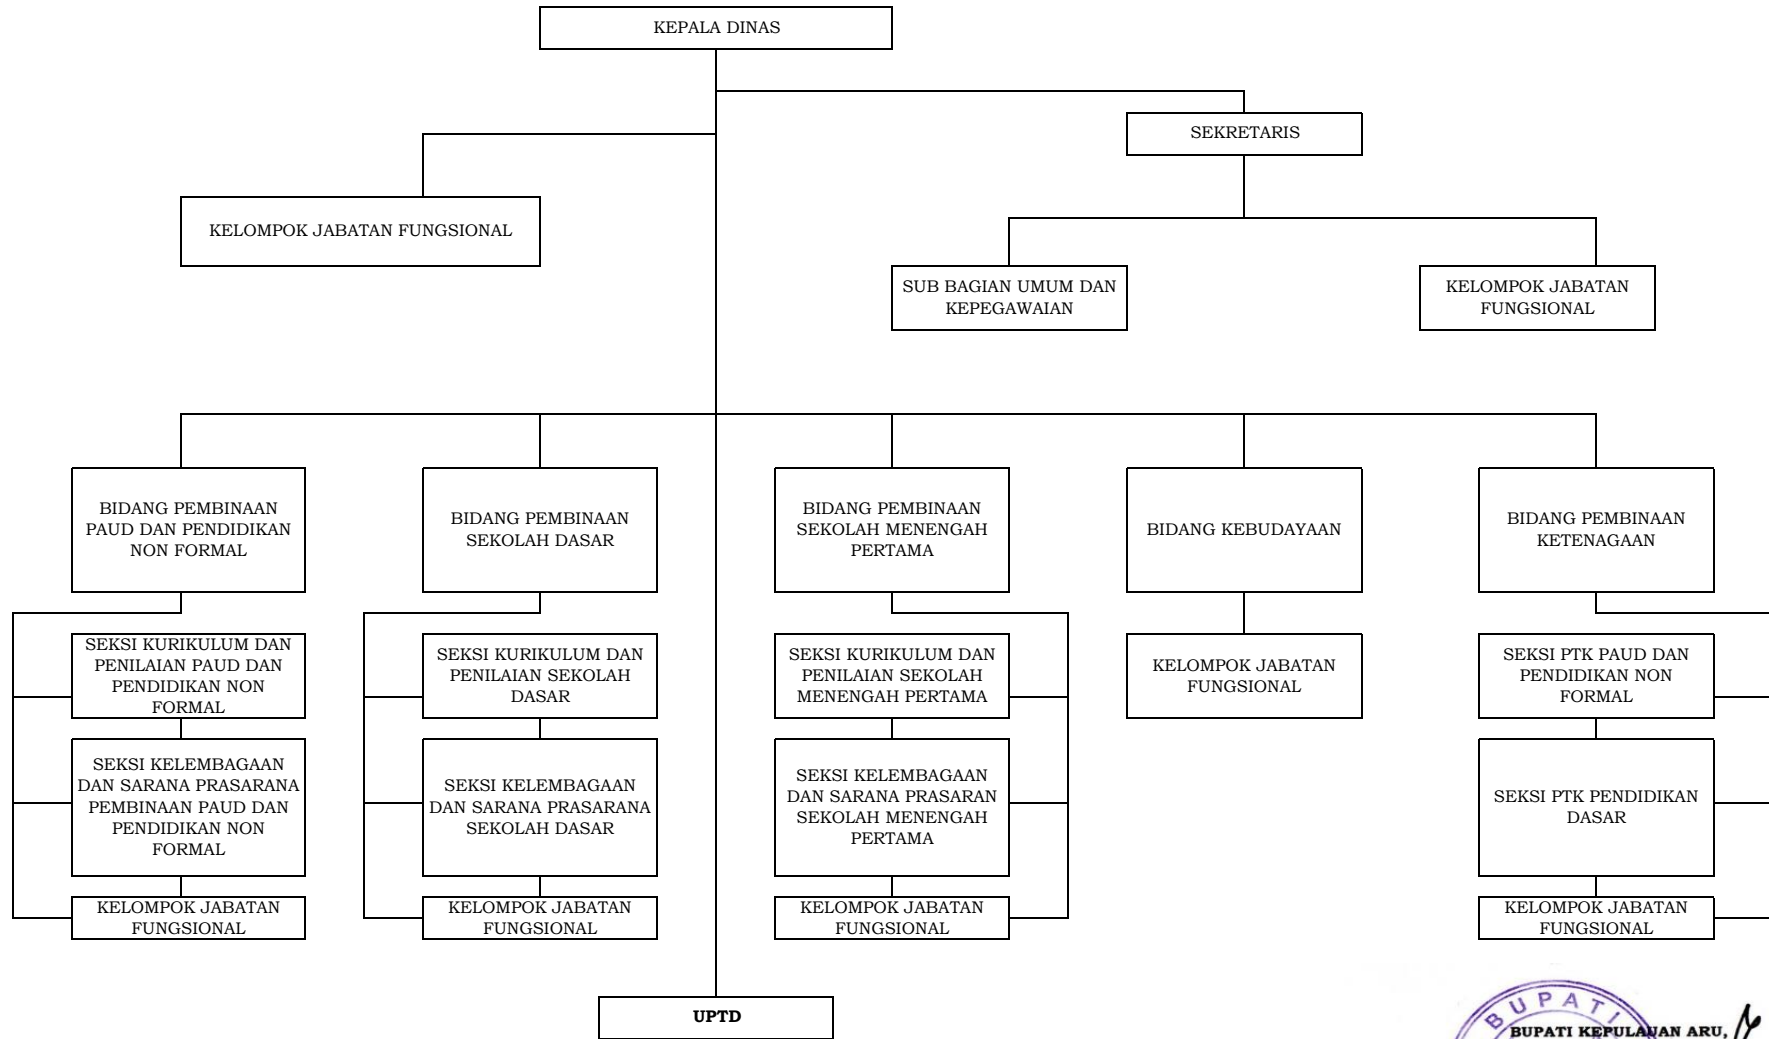 KEPALA DINAS
SEKRETARIS
KELOMPOK JABATAN FUNGSIONAL
SUB BAGIAN UMUM DAN
KEPEGAWAIAN
KELOMPOK JABATAN
FUNGSIONAL
BIDANG PEMBINAAN
PAUD DAN PENDIDIKAN
NON FORMAL
BIDANG PEMBINAAN
SEKOLAH DASAR
BIDANG PEMBINAAN
SEKOLAH MENENGAH
PERTAMA
BIDANG KEBUDAYAAN
BIDANG PEMBINAAN
KETENAGAAN
SEKSI KURIKULUM DAN
PENILAIAN PAUD DAN
PENDIDIKAN NON
FORMAL
SEKSI KURIKULUM DAN
PENILAIAN SEKOLAH
DASAR
SEKSI KURIKULUM DAN
PENILAIAN SEKOLAH
MENENGAH PERTAMA
KELOMPOK JABATAN
FUNGSIONAL
SEKSI PTK PAUD DAN
PENDIDIKAN NON
FORMAL
SEKSI KELEMBAGAAN
DAN SARANA PRASARANA
PEMBINAAN PAUD DAN
PENDIDIKAN NON
FORMAL
SEKSI KELEMBAGAAN
DAN SARANA PRASARANA
SEKOLAH DASAR
SEKSI KELEMBAGAAN
DAN SARANA PRASARAN
SEKOLAH MENENGAH
PERTAMA
SEKSI PTK PENDIDIKAN
DASAR
KELOMPOK JABATAN
FUNGSIONAL
KELOMPOK JABATAN
FUNGSIONAL
KELOMPOK JABATAN
FUNGSIONAL
KELOMPOK JABATAN
FUNGSIONAL
UPTD
BUPATI
BUPATI KEPULAUAN ARU,